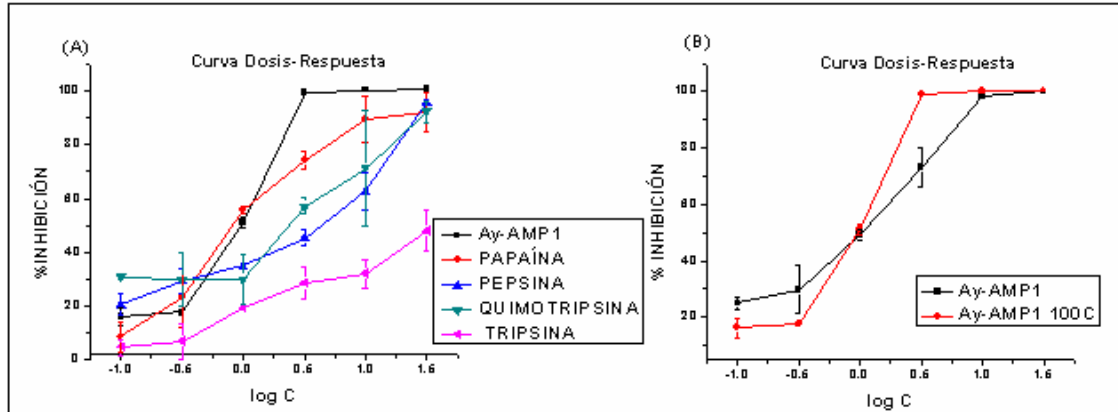 (A)
Curva Dosis-Respuesta
100
80
60
40
20
0
%INHIBICIÓN
-1.0 -0.6 0.0 0.6 1.0 1.6
log C
Ay-AMP1
PAPAÍNA
PEPSINA
QUIMOTRIPSINA
TRIPSINA
(B)
Curva Dosis-Respuesta
100
80
60
40
20
% INHIBICIÓN
-1.0 -0.6 0.0 0.6 1.0 1.6
log C
Ay-AMP1
Ay-AMP1 100C